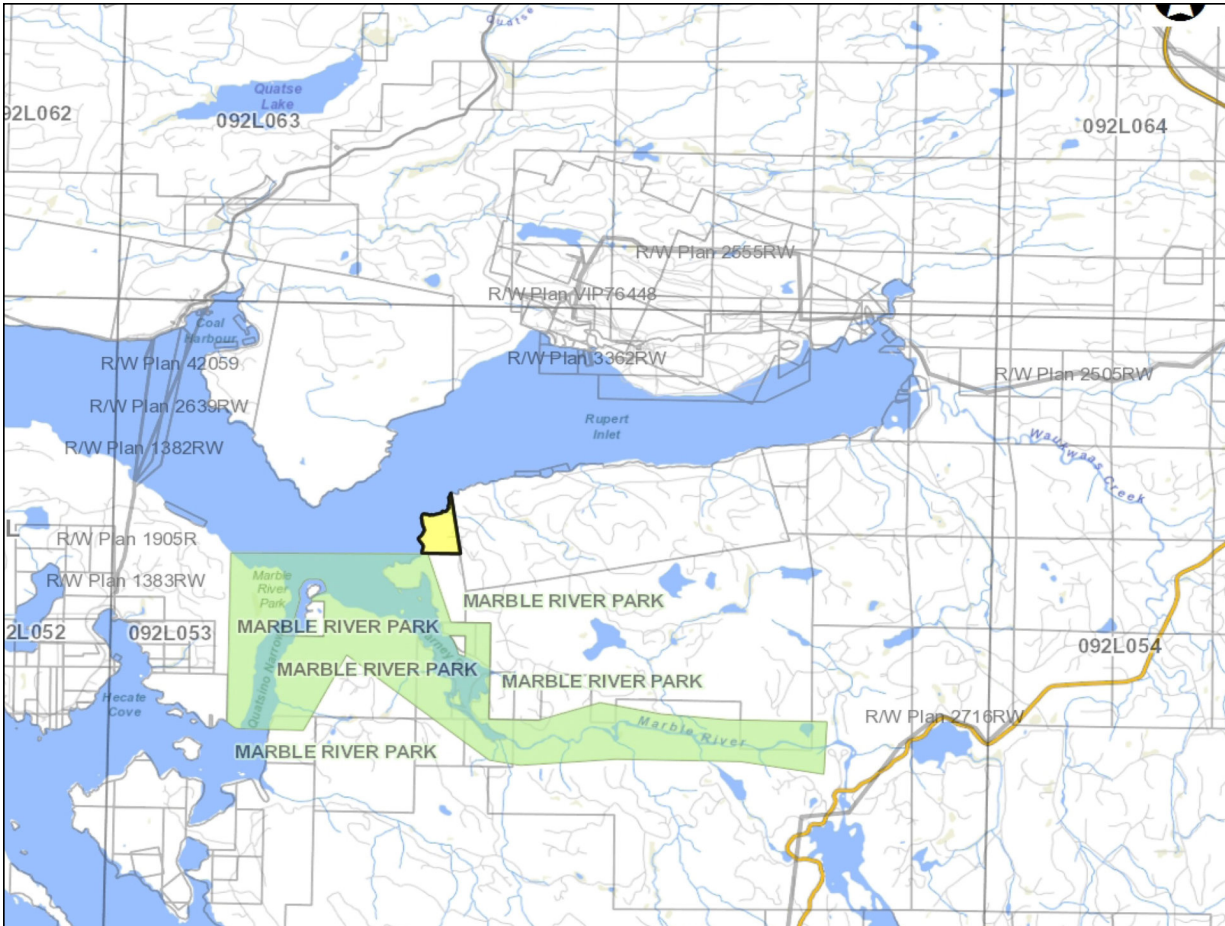 Quatse
Quatse
Lake
92L062
092L063
092L064
R/W Plan 2555RW
R/W Plan VIP76448
Coal
Harbour
R/W Plan 42059
R/W Plan 3362RW
R/W Plan 2505RW
R/W Plan 2639RW
Rupert
Inlet
R/W Plan 1382RW
Waukwaas Creek
L
R/W Plan 1905R
R/W Plan 1383RW
Marble
River
Park
MARBLE RIVER PARK
2L052
092L053
MARBLE RIVER PARK
092L054
MARBLE RIVER PARK
MARBLE RIVER PARK
Hecate
Cove
Quatsino Narrow
R/W Plan 2716RW
Marble River
MARBLE RIVER PARK